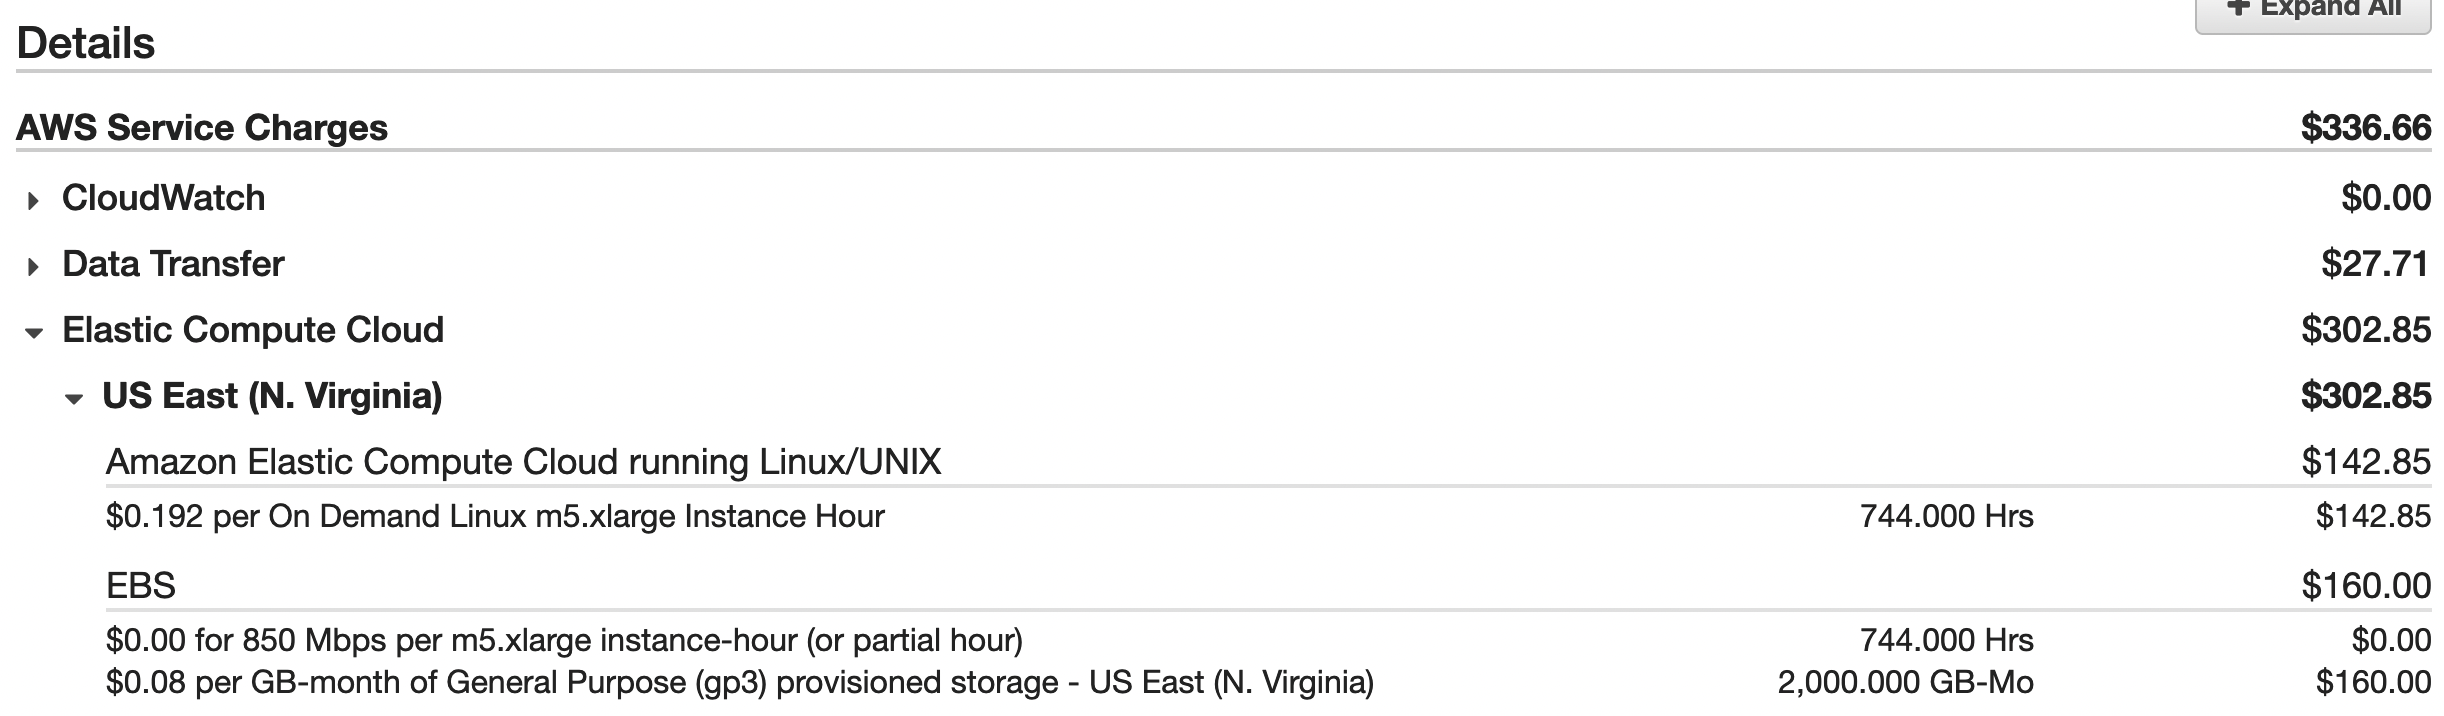 Expand All
Details
AWS Service Charges $336.66
CloudWatch $0.00
Data Transfer $27.71
Elastic Compute Cloud $302.85
US East (N. Virginia) $302.85
Amazon Elastic Compute Cloud running Linux/UNIX $142.85
$0.192 per On Demand Linux m5.xlarge Instance Hour 744.000 Hrs $142.85
EBS $160.00
$0.00 for 850 Mbps per m5.xlarge instance-hour (or partial hour) 744.000 Hrs $0.00
$0.08 per GB-month of General Purpose (gp3) provisioned storage - US East (N. Virginia) 2,000.000 GB-Mo $160.00